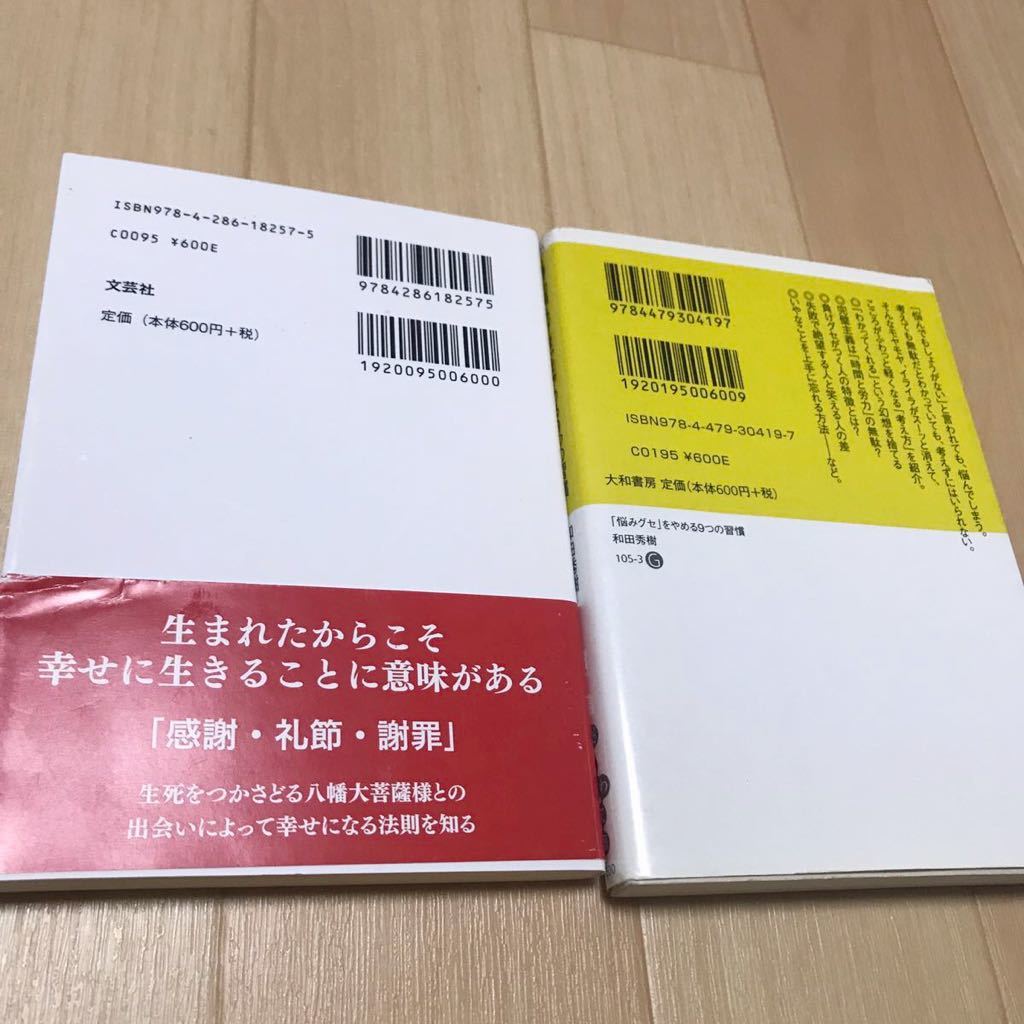 ISBN978-4-286-18257-5
C0095 ¥600E
文芸社
定価（本体600円＋税）
9784286182575
1920095006000
生まれたからこそ
幸せに生きることに意味がある
「感謝・礼節・謝罪」
生死をつかさどる八幡大菩薩様との
出会いによって幸せになる法則を知る
9784479304197
1920195006009
ISBN978-4-479-30419-7
C0195 ¥600E
大和書房 定価（本体600円＋税）
「悩んでもしょうがない」と言われても、悩んでしまう。
考えても無駄だとわかっていても、考えずにはいられない。
そんなモヤモヤ、イライラがスーッと消えて、
こころがふわっと軽くなる「考え方」を紹介。
◎「わかってくれる」という幻想を捨てる
◎完璧主義は「時間と労力」の無駄？
◎負けグセがつく人の特徴とは？
◎失敗で絶望する人と笑える人の差
◎いやなことを上手に忘れる方法――など。
「悩みグセ」をやめる9つの習慣
和田秀樹
105-3 G